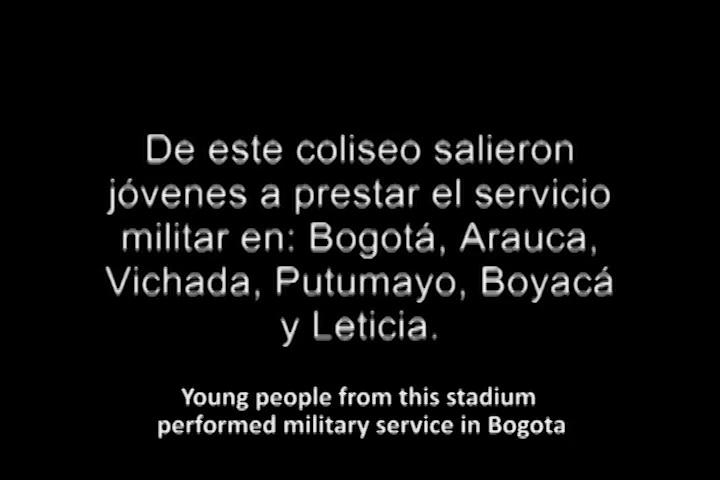 De este coliseo salieron
jóvenes a prestar el servicio
militar en: Bogotá, Arauca,
Vichada, Putumayo, Boyacá
y Leticia.
Young people from this stadium
performed military service in Bogota